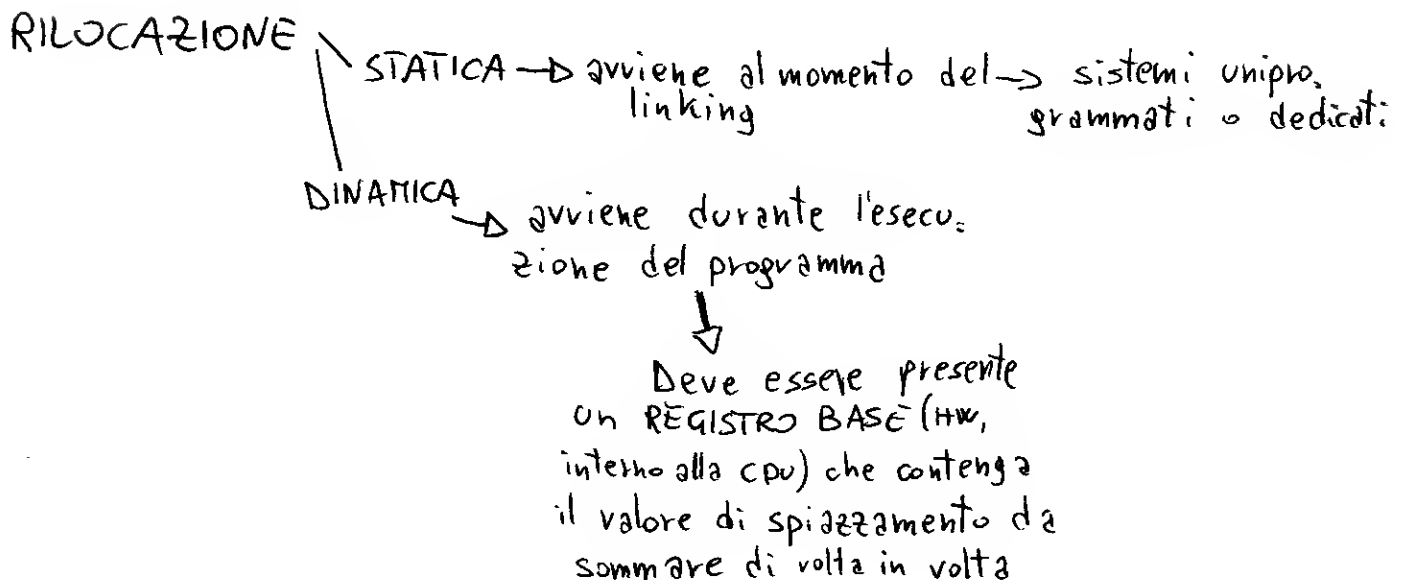 RILOCAZIONE
STATICA → avviene al momento del → sistemi unipro=
linking grammati o dedicati
DINAMICA
→ avviene durante l'esecu=
zione del programma
Deve essere presente
un REGISTRO BASE (HW,
interno alla CPU) che contenga
il valore di spiazzamento da
sommare di volta in volta